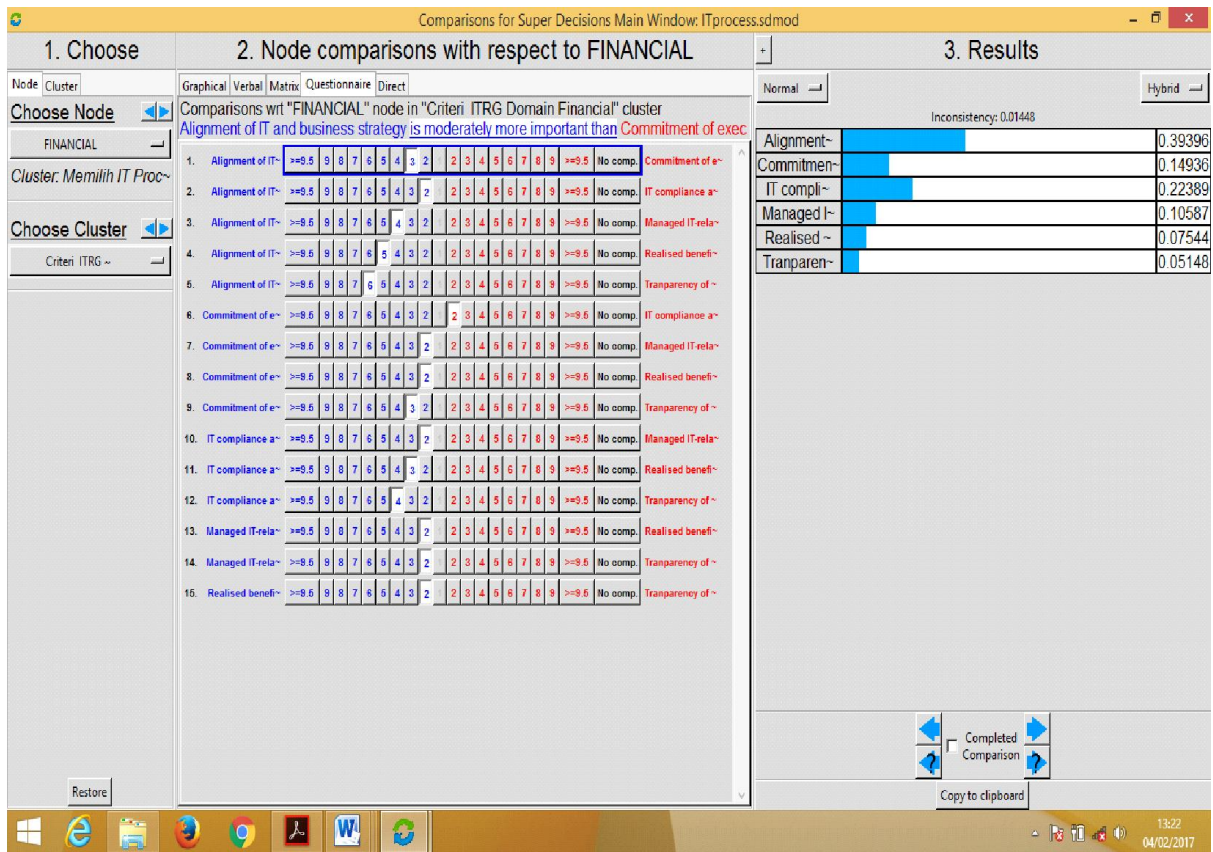 Comparisons for Super Decisions Main Window: ITprocess.sdmod
1. Choose
Node Cluster
Choose Node
FINANCIAL
Cluster: Memilih IT Proc~
Choose Cluster
Criteri ITRG ~
Restore
2. Node comparisons with respect to FINANCIAL
Graphical Verbal Matrix Questionnaire Direct
Comparisons wrt "FINANCIAL" node in "Criteri ITRG Domain Financial" cluster
Alignment of IT and business strategy is moderately more important than Commitment of exec
1. Alignment of IT~ >=9.5 9 8 7 6 5 4 3 2 1 2 3 4 5 6 7 8 9 >=9.5 No comp. Commitment of e~
2. Alignment of IT~ >=9.5 9 8 7 6 5 4 3 2 1 2 3 4 5 6 7 8 9 >=9.5 No comp. IT compliance a~
3. Alignment of IT~ >=9.5 9 8 7 6 5 4 3 2 1 2 3 4 5 6 7 8 9 >=9.5 No comp. Managed IT-rela~
4. Alignment of IT~ >=9.5 9 8 7 6 5 4 3 2 1 2 3 4 5 6 7 8 9 >=9.5 No comp. Realised benefi~
5. Alignment of IT~ >=9.5 9 8 7 6 5 4 3 2 1 2 3 4 5 6 7 8 9 >=9.5 No comp. Tranparency of ~
6. Commitment of e~ >=9.5 9 8 7 6 5 4 3 2 1 2 3 4 5 6 7 8 9 >=9.5 No comp. IT compliance a~
7. Commitment of e~ >=9.5 9 8 7 6 5 4 3 2 1 2 3 4 5 6 7 8 9 >=9.5 No comp. Managed IT-rela~
8. Commitment of e~ >=9.5 9 8 7 6 5 4 3 2 1 2 3 4 5 6 7 8 9 >=9.5 No comp. Realised benefi~
9. Commitment of e~ >=9.5 9 8 7 6 5 4 3 2 1 2 3 4 5 6 7 8 9 >=9.5 No comp. Tranparency of ~
10. IT compliance a~ >=9.5 9 8 7 6 5 4 3 2 1 2 3 4 5 6 7 8 9 >=9.5 No comp. Managed IT-rela~
11. IT compliance a~ >=9.5 9 8 7 6 5 4 3 2 1 2 3 4 5 6 7 8 9 >=9.5 No comp. Realised benefi~
12. IT compliance a~ >=9.5 9 8 7 6 5 4 3 2 1 2 3 4 5 6 7 8 9 >=9.5 No comp. Tranparency of ~
13. Managed IT-rela~ >=9.5 9 8 7 6 5 4 3 2 1 2 3 4 5 6 7 8 9 >=9.5 No comp. Realised benefi~
14. Managed IT-rela~ >=9.5 9 8 7 6 5 4 3 2 1 2 3 4 5 6 7 8 9 >=9.5 No comp. Tranparency of ~
15. Realised benefi~ >=9.5 9 8 7 6 5 4 3 2 1 2 3 4 5 6 7 8 9 >=9.5 No comp. Tranparency of ~
+ 3. Results
Normal Hybrid
Inconsistency: 0.01448
Alignment~ 0.39396
Commitmen~ 0.14936
IT compli~ 0.22389
Managed I~ 0.10587
Realised ~ 0.07544
Tranparen~ 0.05148
Completed
Comparison
Copy to clipboard
13:22
04/02/2017